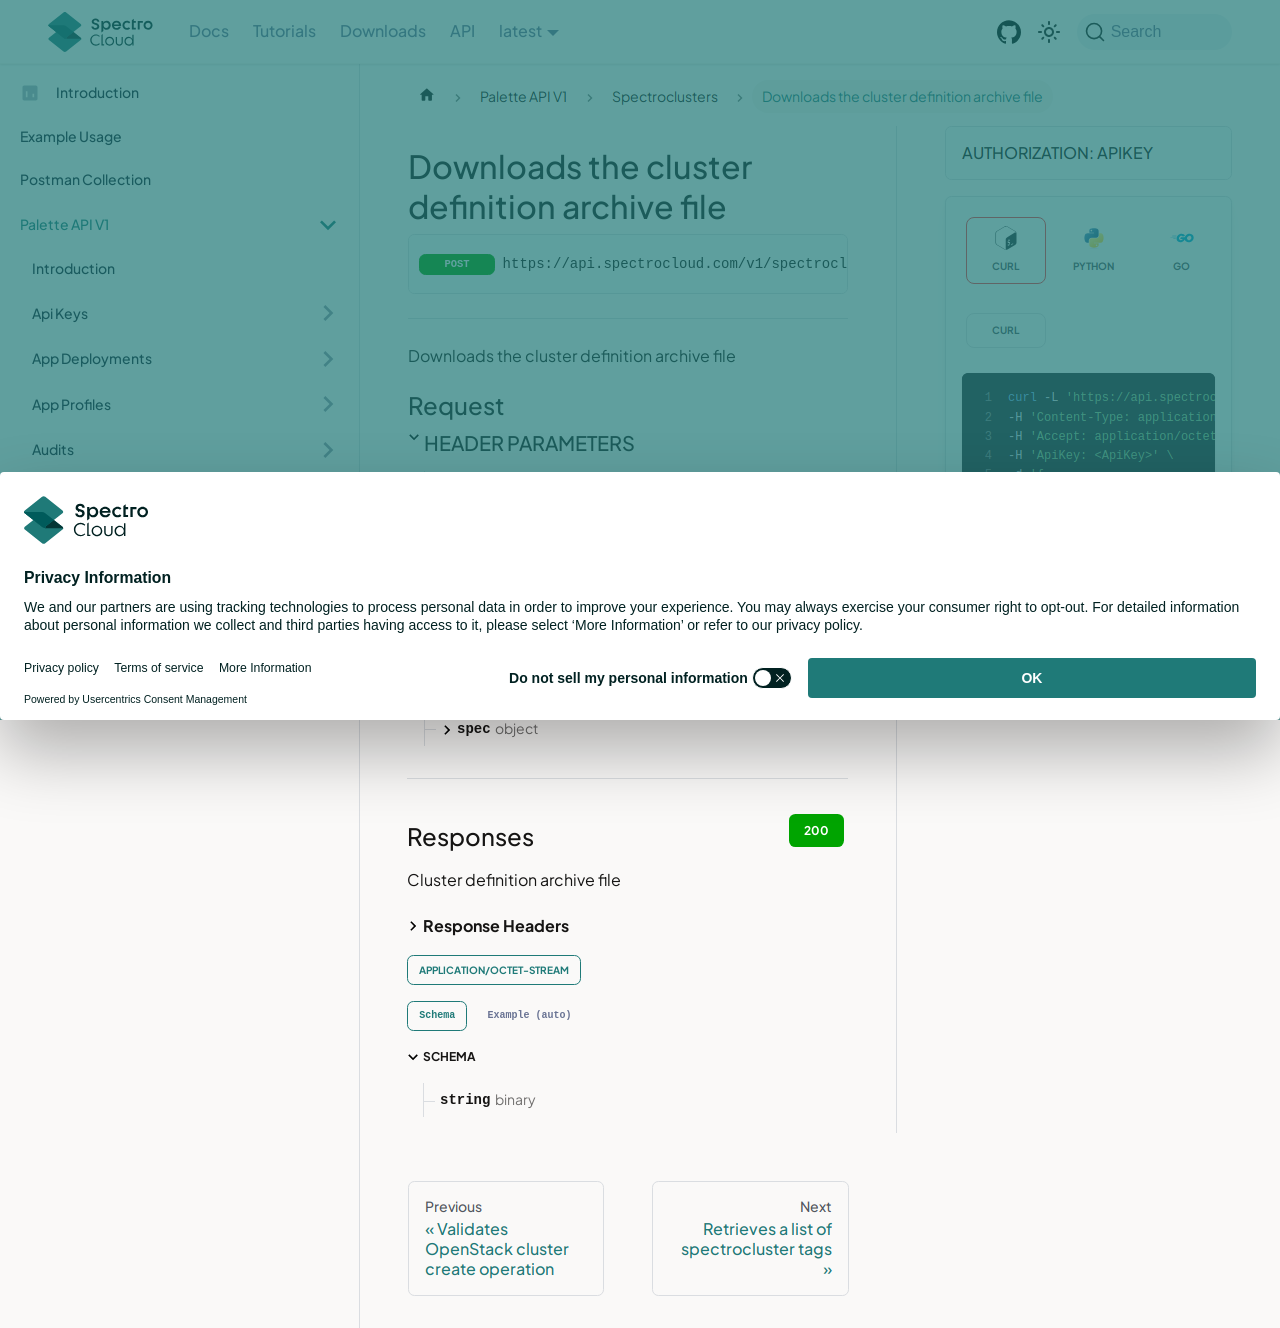 Spectro Cloud
Docs Tutorials Downloads API latest
Search
Introduction
Example Usage
Postman Collection
Palette API V1
Introduction
Api Keys
App Deployments
App Profiles
Audits
Palette API V1 Spectroclusters Downloads the cluster definition archive file
Downloads the cluster
definition archive file
POST https://api.spectrocloud.com/v1/spectrocl
Downloads the cluster definition archive file
Request
HEADER PARAMETERS
AUTHORIZATION: APIKEY
CURL PYTHON GO
CURL
1 curl -L 'https://api.spectroc
2 -H 'Content-Type: application
3 -H 'Accept: application/octet
4 -H 'ApiKey: <ApiKey>' \
Spectro
Cloud
Privacy Information
We and our partners are using tracking technologies to process personal data in order to improve your experience. You may always exercise your consumer right to opt-out. For detailed information
about personal information we collect and third parties having access to it, please select ‘More Information’ or refer to our privacy policy.
Privacy policy Terms of service More Information
Powered by Usercentrics Consent Management
Do not sell my personal information
OK
spec object
Responses
200
Cluster definition archive file
Response Headers
APPLICATION/OCTET-STREAM
Schema Example (auto)
SCHEMA
string binary
Previous
« Validates
OpenStack cluster
create operation
Next
Retrieves a list of
spectrocluster tags
»